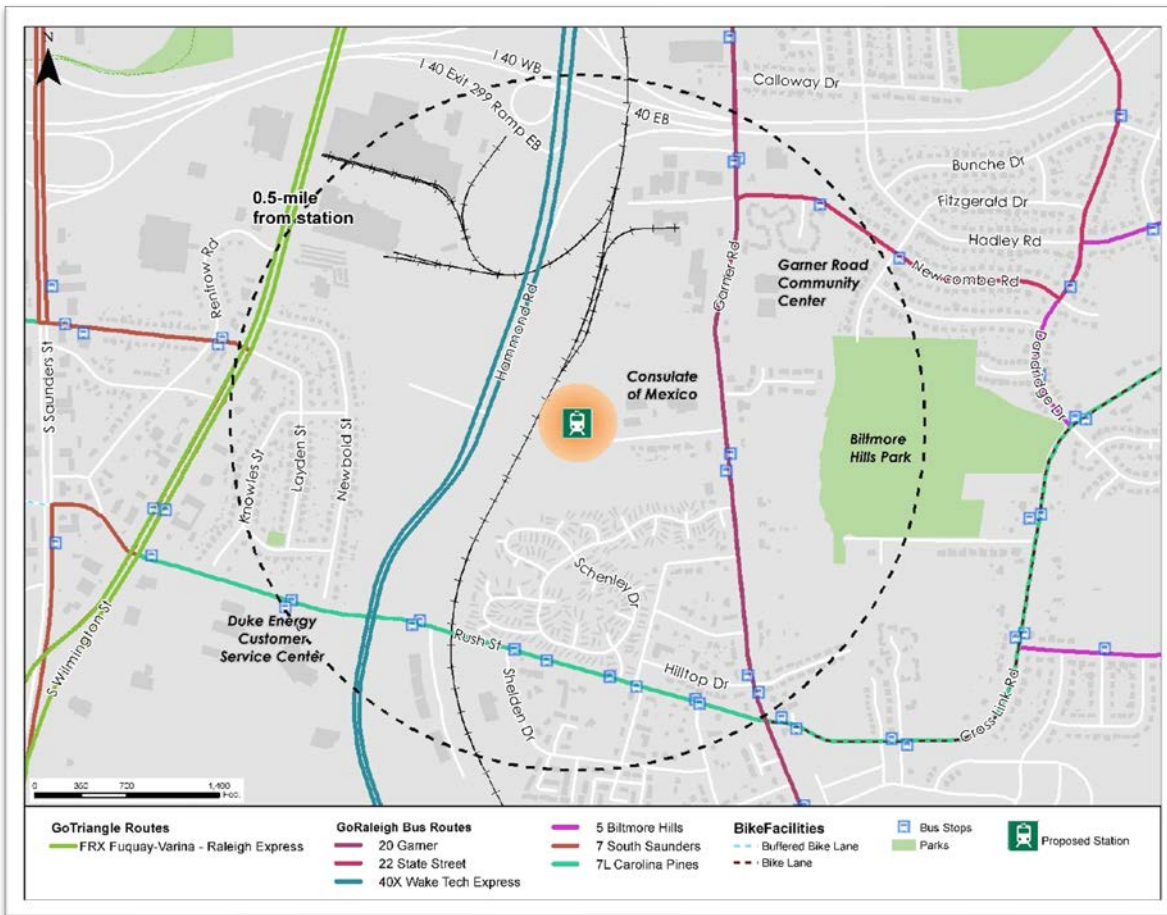 N
I 40 WB
I 40 Exit 299 Ramp EB
I 40 EB
Calloway Dr
Bunche Dr
Fitzgerald Dr
Hadley Rd
Newcombe Rd
0.5-mile
from station
Rentrow Rd
Garner Rd
Garner Road
Community
Center
Hammond Rd
Dandridge Dr
S Saunders St
Consulate
of Mexico
Biltmore
Hills Park
Knowles St
Layden St
Newbold St
Schenley Dr
Duke Energy
Customer
Service Center
Rush St
S Wilmington St
Shelden Dr
Hilltop Dr
Cross Link Rd
0 350 700 1,400
GoTriangle Routes
FRX Fuquay-Varina - Raleigh Express
GoRaleigh Bus Routes
20 Garner
22 State Street
40X Wake Tech Express
5 Biltmore Hills
7 South Saunders
7L Carolina Pines
BikeFacilities
Buffered Bike Lane
Bike Lane
Bus Stops
Parks
Proposed Station